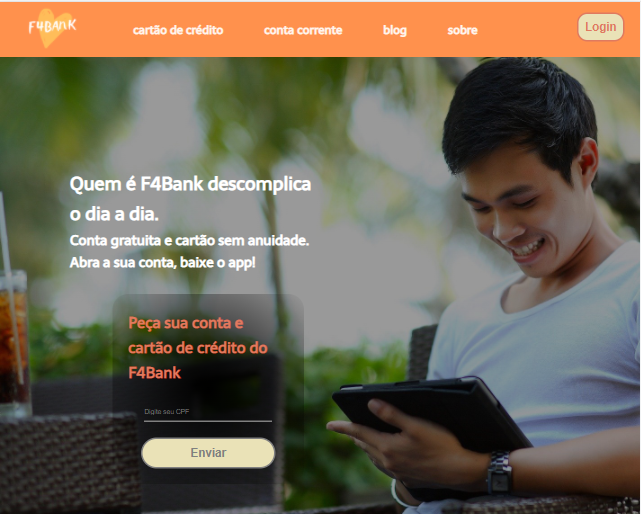 F4BANK
cartão de crédito
conta corrente
blog
sobre
Login
Quem é F4Bank descomplica
o dia a dia.
Conta gratuita e cartão sem anuidade.
Abra a sua conta, baixe o app!
Peça sua conta e
cartão de crédito do
F4Bank
Digite seu CPF
Enviar